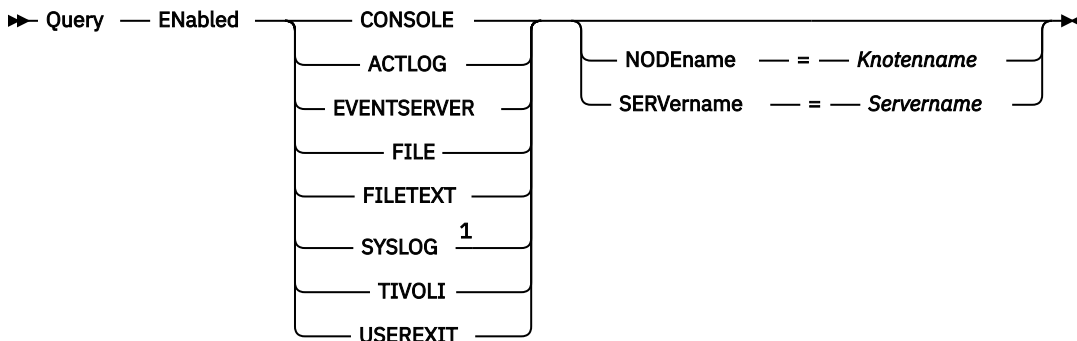 Query ENabled CONSOLE
ACTLOG
EVENTSERVER
FILE
FILETEXT
SYSLOG 1
TIVOLI
USEREXIT
NODEname = Knotenname
SERVername = Servername